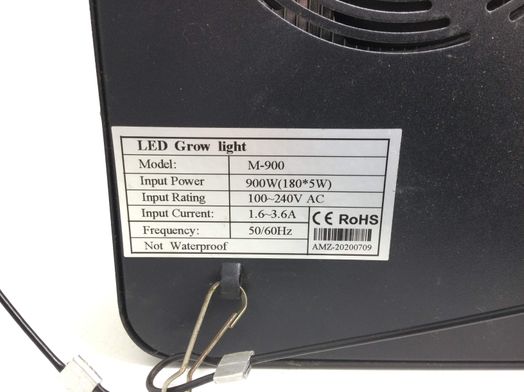 LED Grow light
Model: M-900
Input Power 900W(180*5W)
Input Rating 100~240V AC
Input Current: 1.6~3.6A
Frequency: 50/60Hz
CE RoHS
Not Waterproof
AMZ-20200709